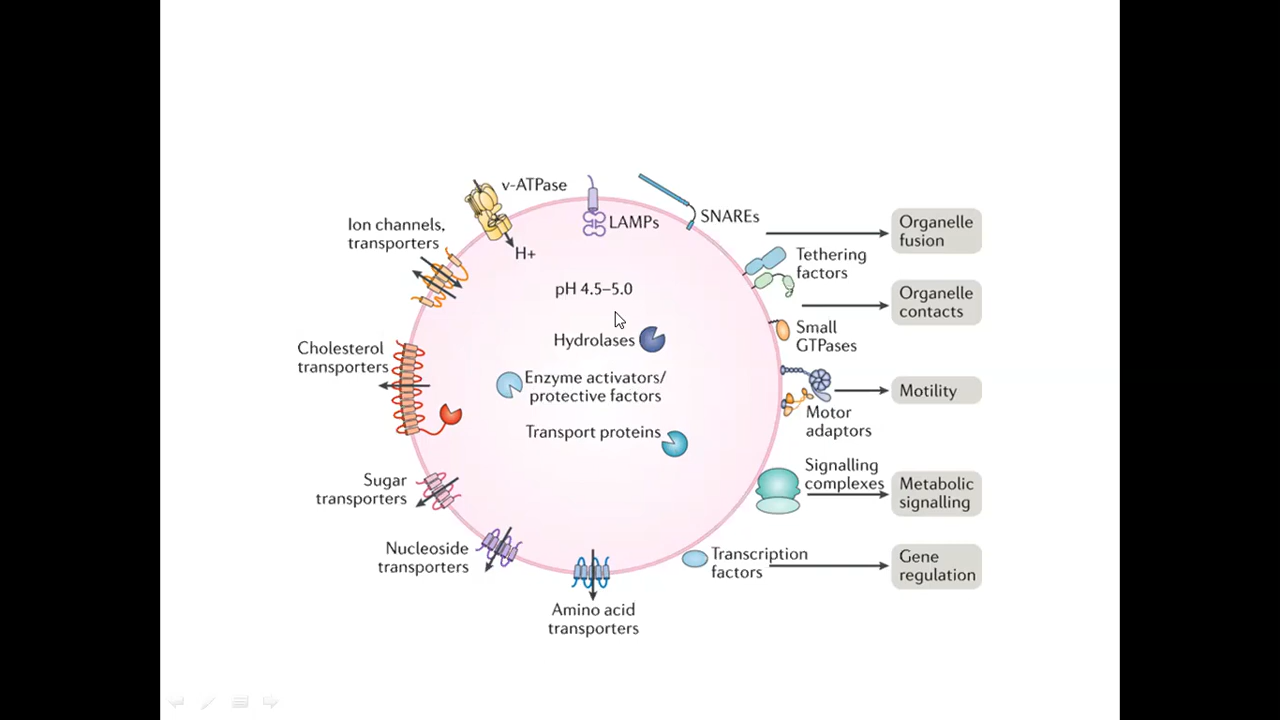 v-ATPase
LAMPs
SNAREs
Organelle
fusion
Ion channels,
transporters
H+
Tethering
factors
pH 4.5–5.0
Organelle
contacts
Hydrolases
Small
GTPases
Cholesterol
transporters
Enzyme activators/
protective factors
Motility
Motor
adaptors
Transport proteins
Sugar
transporters
Signalling
complexes
Metabolic
signalling
Nucleoside
transporters
Transcription
factors
Gene
regulation
Amino acid
transporters